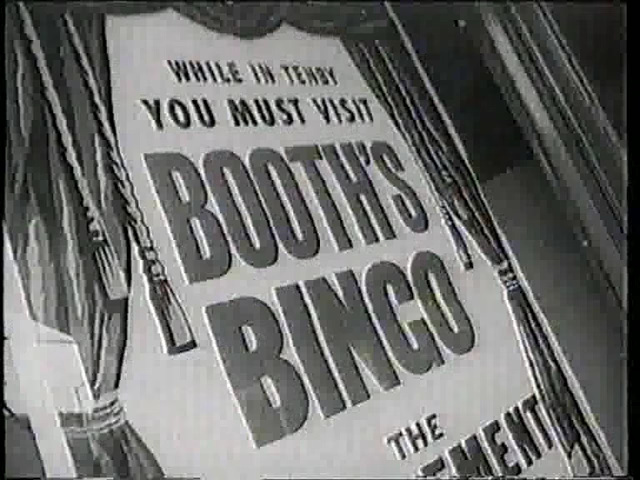 WHILE IN TENBY
YOU MUST VISIT
BOOTH'S
BINGO
THE